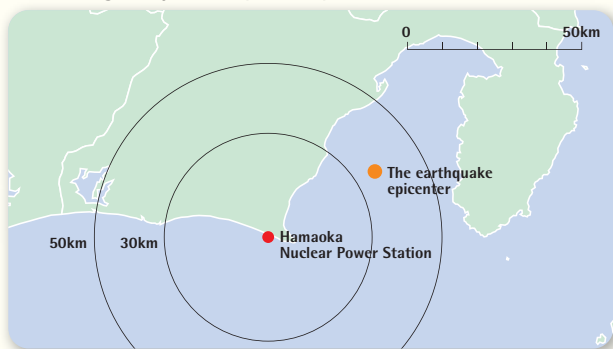 0 50km
The earthquake
epicenter
50km 30km
Hamaoka
Nuclear Power Station